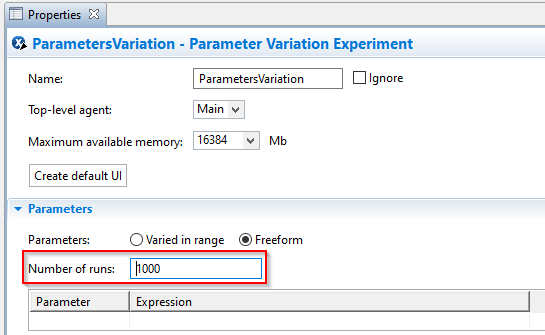 Properties
ParametersVariation - Parameter Variation Experiment
Name: ParametersVariation Ignore
Top-level agent: Main
Maximum available memory: 16384 Mb
Create default UI
Parameters
Parameters: Varied in range Freeform
Number of runs: 1000
Parameter Expression